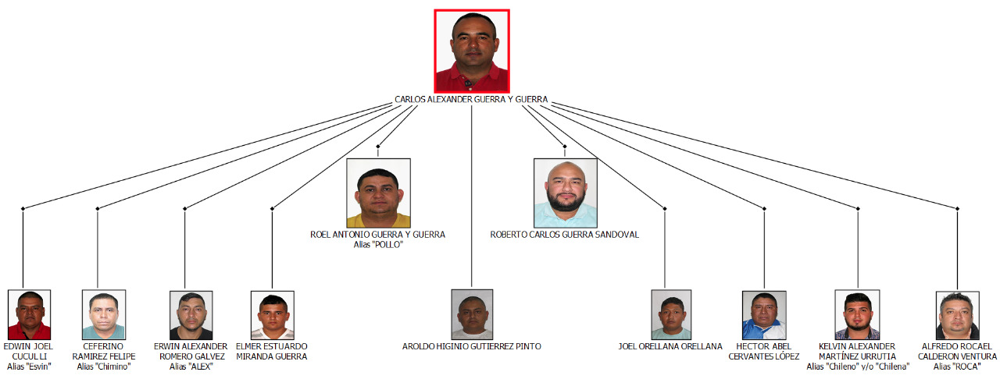 CARLOS ALEXANDER GUERRA Y GUERRA
ROEL ANTONIO GUERRA Y GUERRA
Alias "POLLO"
ROBERTO CARLOS GUERRA SANDOVAL
EDWIN JOEL
CUCUL LI
Alias "Esvin"
CEFERINO
RAMIREZ FELIPE
Alias "Chimino"
ERWIN ALEXANDER
ROMERO GALVEZ
Alias "ALEX"
ELMER ESTUARDO
MIRANDA GUERRA
AROLDO HIGINIO GUTIERREZ PINTO
JOEL ORELLANA ORELLANA
HECTOR ABEL
CERVANTES LÓPEZ
KELVIN ALEXANDER
MARTÍNEZ URRUTIA
Alias "Chileno" y/o "Chilena"
ALFREDO ROCAEL
CALDERON VENTURA
Alias "ROCA"